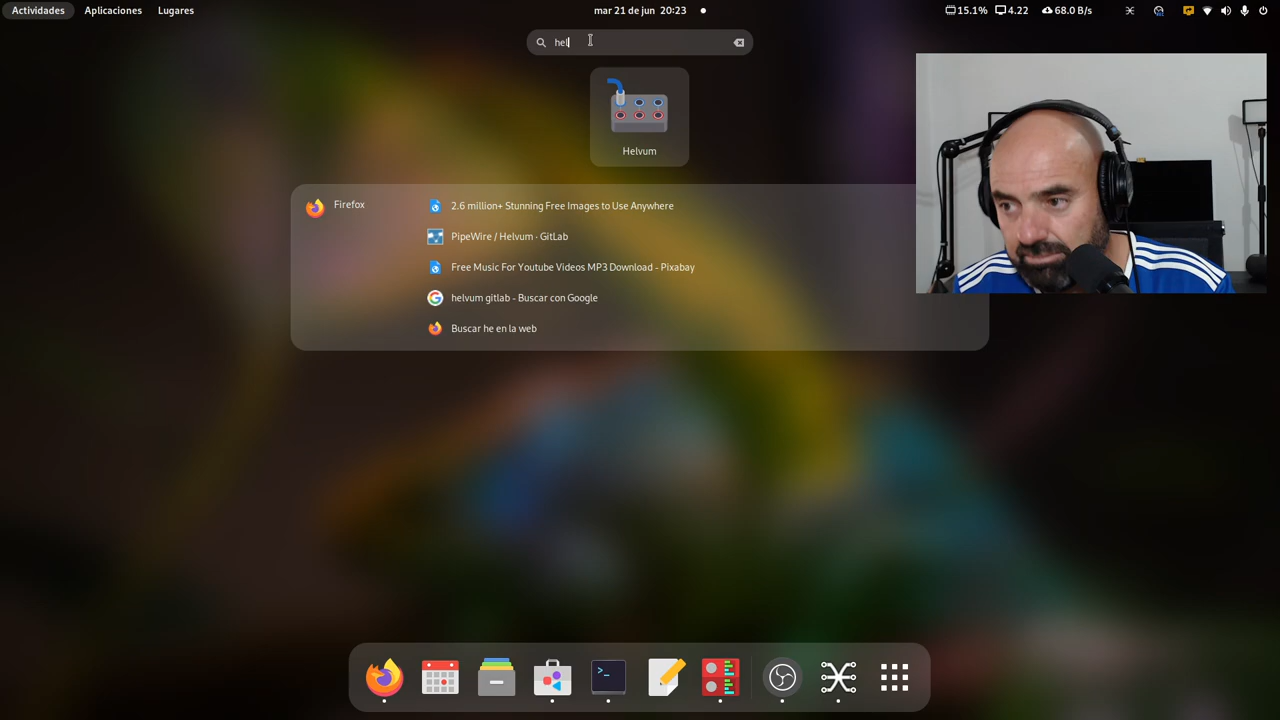 Actividades Aplicaciones Lugares mar 21 de jun 20:23 15.1% 4.22 68.0 B/s
hel
Helvum
Firefox
2.6 million+ Stunning Free Images to Use Anywhere
PipeWire / Helvum · GitLab
Free Music For Youtube Videos MP3 Download - Pixabay
helvum gitlab - Buscar con Google
Buscar he en la web
>_